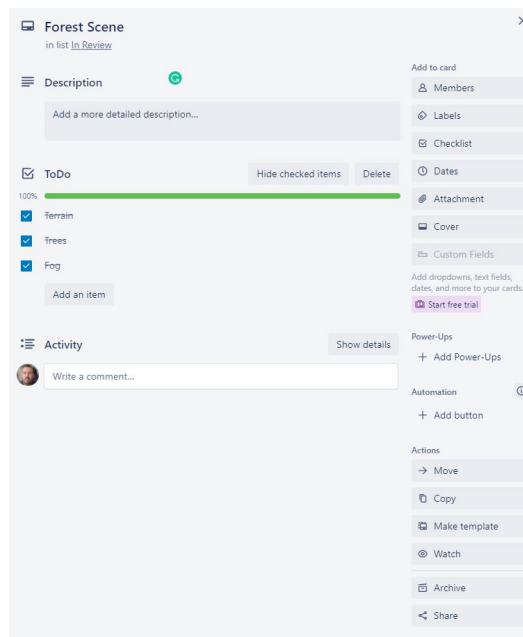 Forest Scene
in list In Review
Description
Add a more detailed description...
ToDo
Hide checked items
Delete
100%
Terrain
Trees
Fog
Add an item
Activity
Show details
Write a comment...
Add to card
Members
Labels
Checklist
Dates
Attachment
Cover
Custom Fields
Add dropdowns, text fields,
dates, and more to your cards.
Start free trial
Power-Ups
+ Add Power-Ups
Automation
+ Add button
Actions
Move
Copy
Make template
Watch
Archive
Share